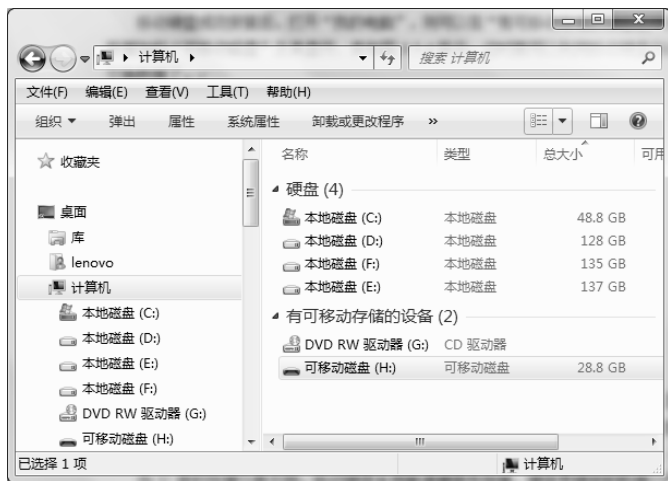 计算机
搜索 计算机
文件(F) 编辑(E) 查看(V) 工具(T) 帮助(H)
组织 弹出 属性 系统属性 卸载或更改程序 »
收藏夹
桌面
库
lenovo
计算机
本地磁盘 (C:)
本地磁盘 (D:)
本地磁盘 (E:)
本地磁盘 (F:)
DVD RW 驱动器 (G:)
可移动磁盘 (H:)
名称 类型 总大小 可用
硬盘 (4)
本地磁盘 (C:) 本地磁盘 48.8 GB
本地磁盘 (D:) 本地磁盘 128 GB
本地磁盘 (F:) 本地磁盘 135 GB
本地磁盘 (E:) 本地磁盘 137 GB
有可移动存储的设备 (2)
DVD RW 驱动器 (G:) CD 驱动器
可移动磁盘 (H:) 可移动磁盘 28.8 GB
已选择 1 项 计算机